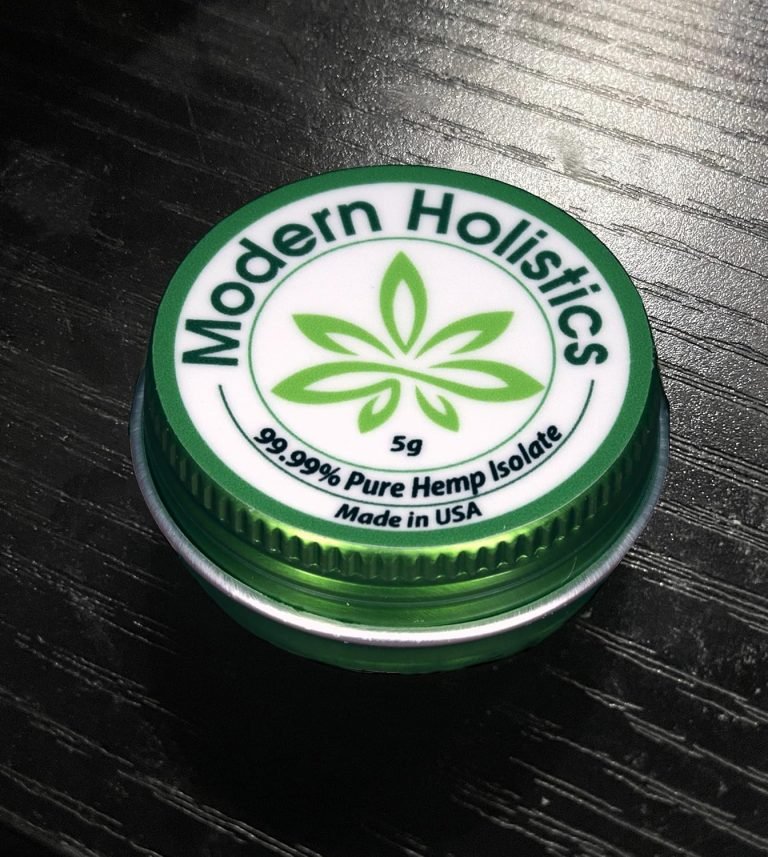 Modern Holistics
5g
99.99% Pure Hemp Isolate
Made in USA